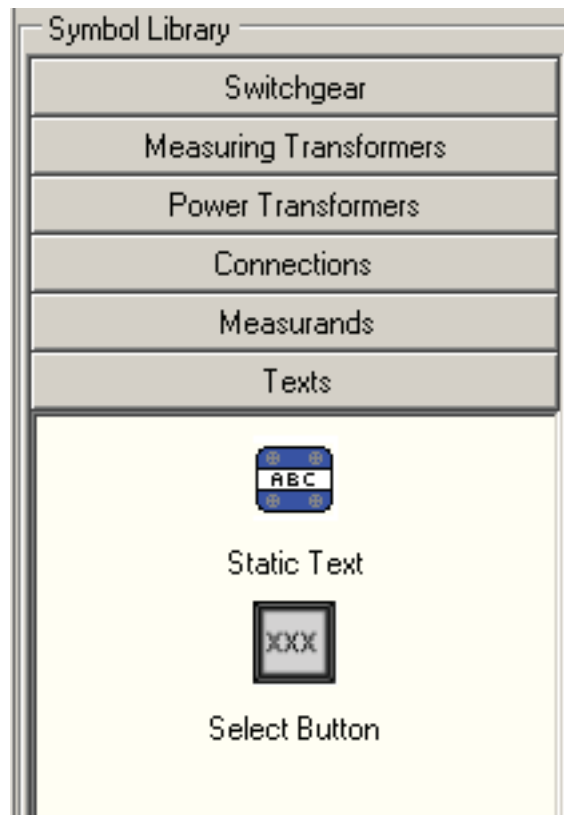 Symbol Library
Switchgear
Measuring Transformers
Power Transformers
Connections
Measurands
Texts
ABC
Static Text
XXX
Select Button